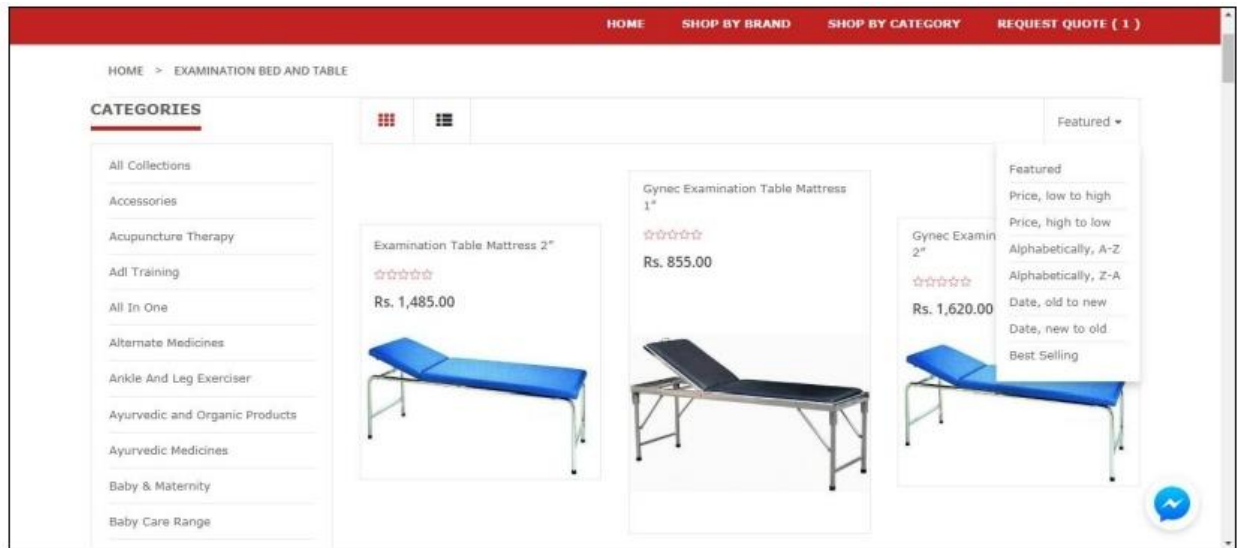 HOME SHOP BY BRAND SHOP BY CATEGORY REQUEST QUOTE ( 1 )
HOME > EXAMINATION BED AND TABLE
CATEGORIES
Featured
All Collections
Accessories
Acupuncture Therapy
Adl Training
All In One
Alternate Medicines
Ankle And Leg Exerciser
Ayurvedic and Organic Products
Ayurvedic Medicines
Baby & Maternity
Baby Care Range
Examination Table Mattress 2"
Rs. 1,485.00
Gynec Examination Table Mattress
1"
Rs. 855.00
Gynec Examin
2"
Rs. 1,620.00
Featured
Price, low to high
Price, high to low
Alphabetically, A-Z
Alphabetically, Z-A
Date, old to new
Date, new to old
Best Selling